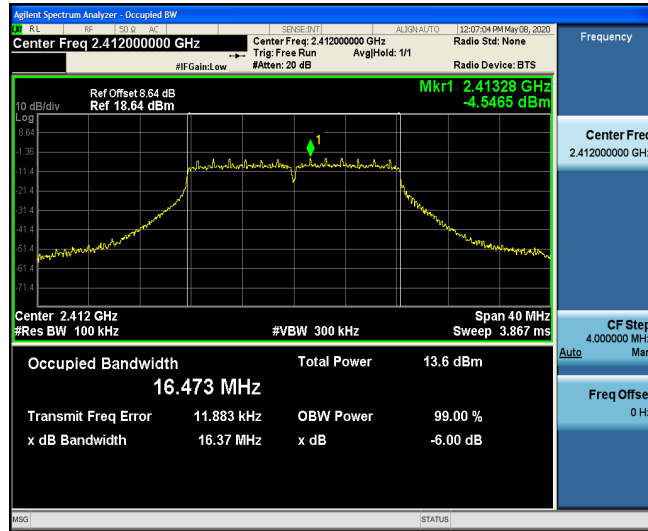 Agilent Spectrum Analyzer - Occupied BW
LXI RL RF 50 Ω AC SENSE:INT ALIGN AUTO 12:07:04 PM May 08, 2020
Center Freq 2.412000000 GHz
Center Freq: 2.412000000 GHz
Radio Std: None
Trig: Free Run Avg|Hold: 1/1
#IFGain:Low
#Atten: 20 dB
Radio Device: BTS
Frequency
Ref Offset 8.64 dB
Mkr1 2.41328 GHz
10 dB/div Ref 18.64 dBm
-4.5465 dBm
Log
8.64
-1.36
-11.4
-21.4
-31.4
-41.4
-51.4
-61.4
-71.4
1
Center 2.412 GHz
Span 40 MHz
#Res BW 100 kHz
#VBW 300 kHz
Sweep 3.867 ms
Occupied Bandwidth
Total Power 13.6 dBm
16.473 MHz
Transmit Freq Error 11.883 kHz OBW Power 99.00 %
x dB Bandwidth 16.37 MHz x dB -6.00 dB
Center Freq
2.412000000 GHz
CF Step
4.000000 MHz
Auto Man
Freq Offset
0 Hz
MSG
STATUS